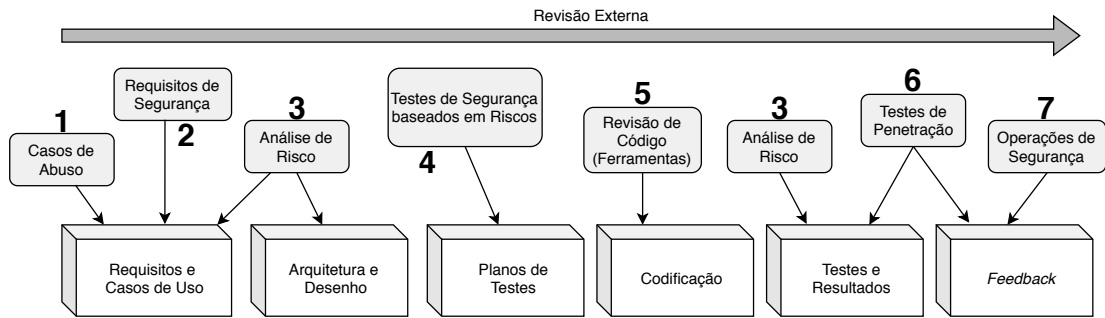 Revisão Externa
1
Casos de
Abuso
Requisitos de
Segurança
2
3
Análise de
Risco
Testes de Segurança
baseados em Riscos
4
5
Revisão de
Código
(Ferramentas)
3
Análise de
Risco
6
Testes de
Penetração
7
Operações de
Segurança
Requisitos e
Casos de Uso
Arquitetura e
Desenho
Planos de
Testes
Codificação
Testes e
Resultados
Feedback